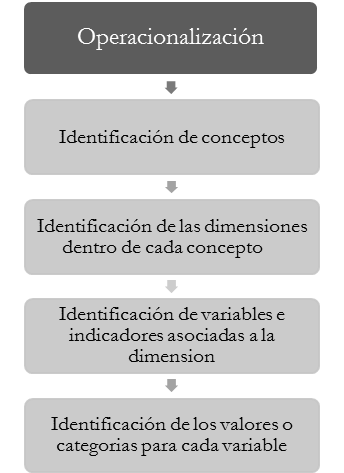 Operacionalización
Identificación de conceptos
Identificación de las dimensiones
dentro de cada concepto
Identificación de variables e
indicadores asociadas a la
dimension
Identificación de los valores o
categorias para cada variable